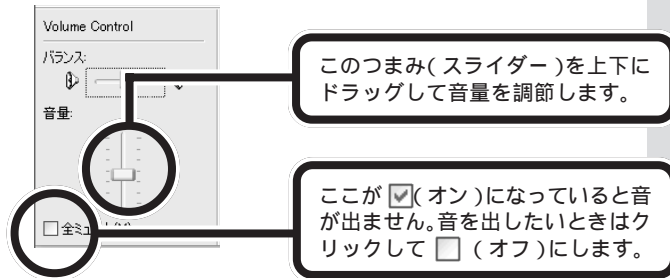 Volume Control
バランス:
音量:
このつまみ(スライダー)を上下に
ドラッグして音量を調節します。
ここが ☑(オン)になっていると音
が出ません。音を出したいときはク
リックして □ (オフ)にします。
□全ミュ